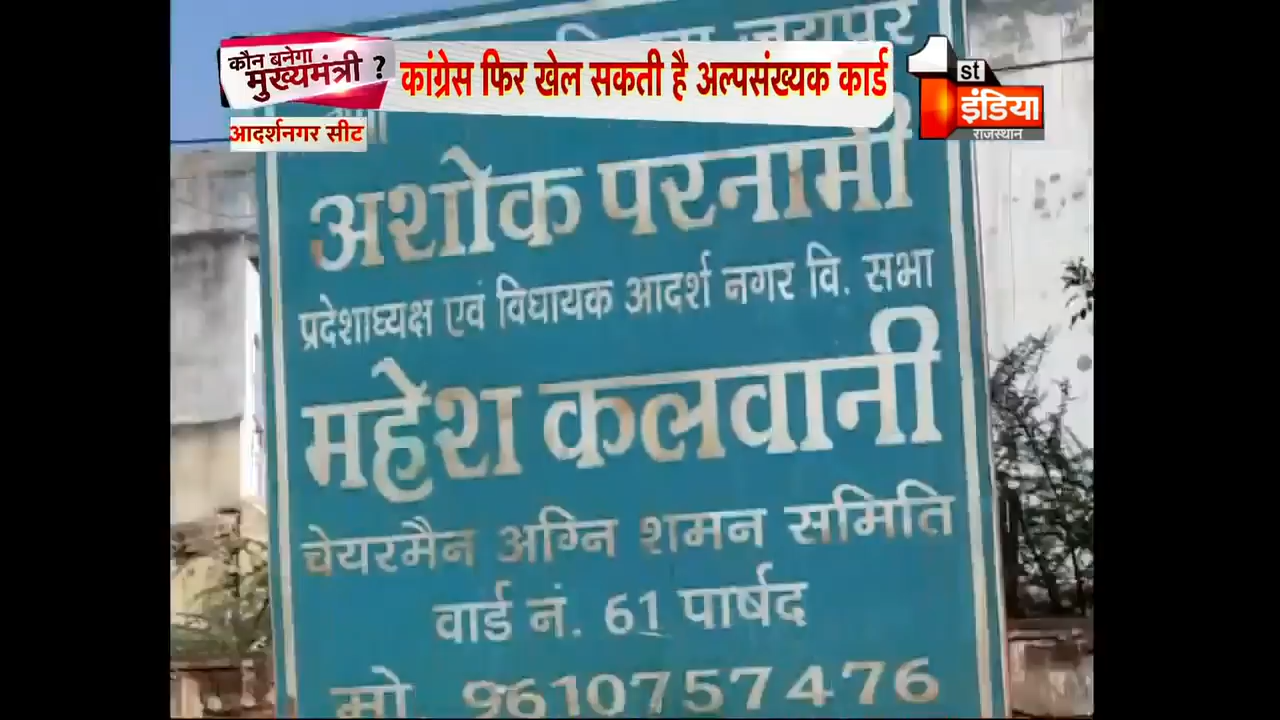 जयपुर
कौन बनेगा
मुख्यमंत्री ?
कांग्रेस फिर खेल सकती है अल्पसंख्यक कार्ड
1st
इंडिया
राजस्थान
आदर्शनगर सीट
अशोक परनामी
प्रदेशाध्यक्ष एवं विधायक आदर्श नगर वि. सभा
महेश कलवानी
चेयरमैन अग्नि शमन समिति
वार्ड नं. 61 पार्षद
मो. 9610757476